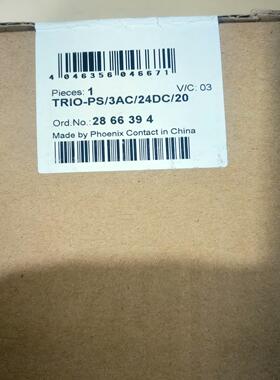 4 046356 046671
Pieces: 1 V/C: 03
TRIO-PS/3AC/24DC/20
Ord.No.: 28 66 39 4
Made by Phoenix Contact in China